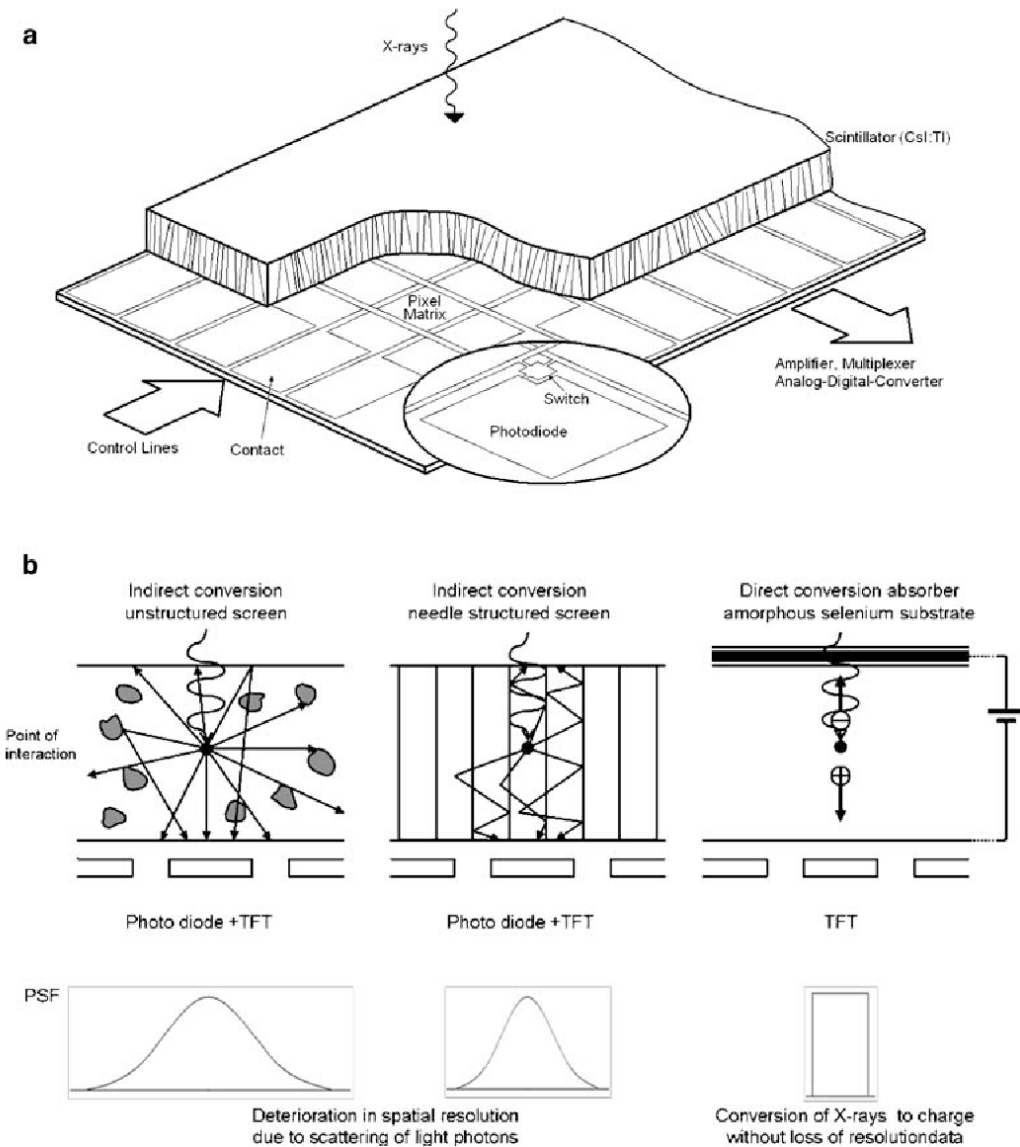 a
X-rays
Scintillator (CsI:Tl)
Pixel
Matrix
Amplifier, Multiplexer
Analog-Digital-Converter
Switch
Photodiode
Control Lines
Contact
b
Indirect conversion
unstructured screen
Indirect conversion
needle structured screen
Direct conversion absorber
amorphous selenium substrate
Point of
interaction
Photo diode +TFT
Photo diode +TFT
TFT
PSF
Deterioration in spatial resolution
due to scattering of light photons
Conversion of X-rays to charge
without loss of resolutiondata